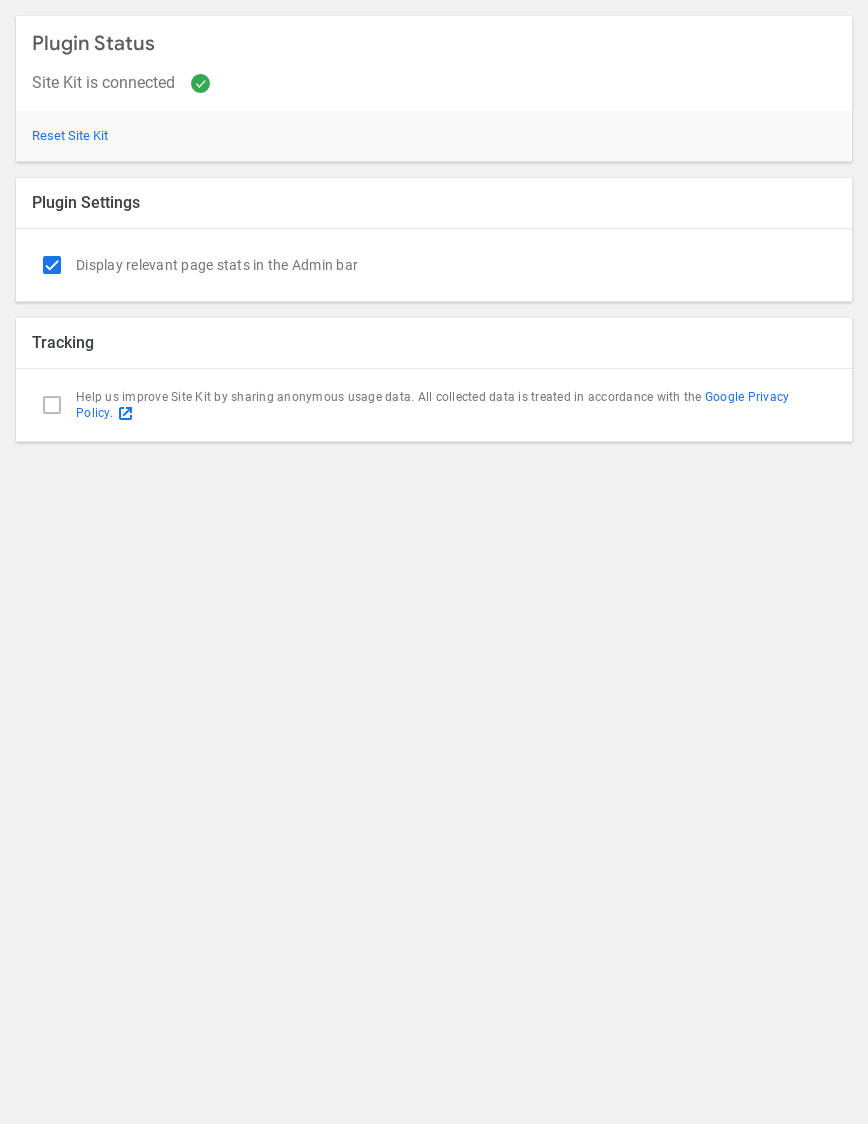 Plugin Status
Site Kit is connected
Reset Site Kit
Plugin Settings
Display relevant page stats in the Admin bar
Tracking
Help us improve Site Kit by sharing anonymous usage data. All collected data is treated in accordance with the Google Privacy
Policy.